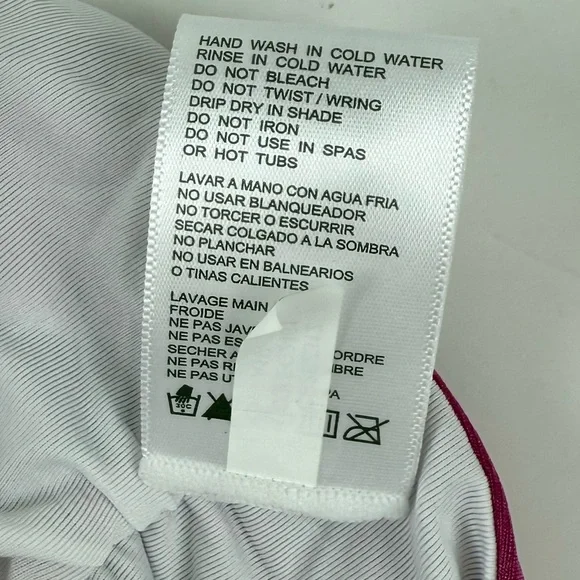 HAND WASH IN COLD WATER
RINSE IN COLD WATER
DO NOT BLEACH
DO NOT TWIST / WRING
DRIP DRY IN SHADE
DO NOT IRON
DO NOT USE IN SPAS
OR HOT TUBS
LAVAR A MANO CON AGUA FRIA
NO USAR BLANQUEADOR
NO TORCER O ESCURRIR
SECAR COLGADO A LA SOMBRA
NO PLANCHAR
NO USAR EN BALNEARIOS
O TINAS CALIENTES
LAVAGE MAIN
FROIDE
NE PAS
NE PAS
SECHER
NE PAS
NE PAS
30C